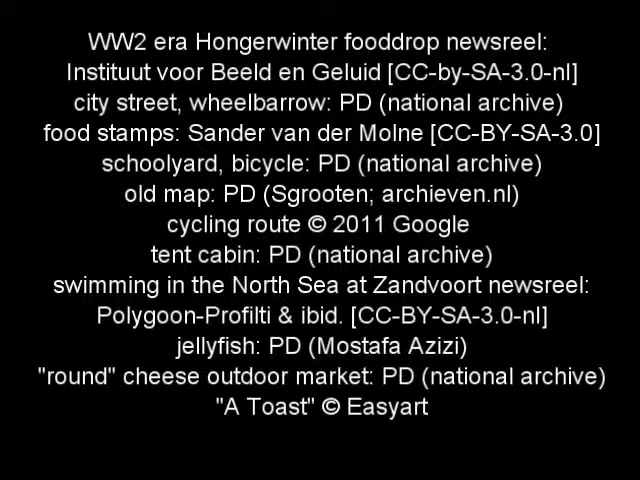 WW2 era Hongerwinter fooddrop newsreel:
Instituut voor Beeld en Geluid [CC-by-SA-3.0-nl]
city street, wheelbarrow: PD (national archive)
food stamps: Sander van der Molne [CC-BY-SA-3.0]
schoolyard, bicycle: PD (national archive)
old map: PD (Sgrooten; archieven.nl)
cycling route © 2011 Google
tent cabin: PD (national archive)
swimming in the North Sea at Zandvoort newsreel:
Polygoon-Profilti & ibid. [CC-BY-SA-3.0-nl]
jellyfish: PD (Mostafa Azizi)
"round" cheese outdoor market: PD (national archive)
"A Toast" © Easyart